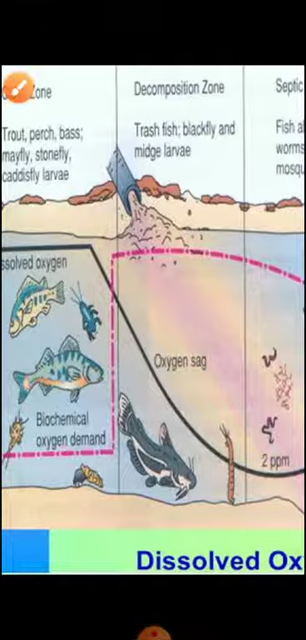 Zone
Decomposition Zone
Septic
Trout, perch, bass;
mayfly, stonefly,
caddisfly larvae
Trash fish; blackfly and
midge larvae
Fish a
worms
mosqu
ssolved oxygen
Oxygen sag
Biochemical
oxygen demand
2 ppm
Dissolved Ox